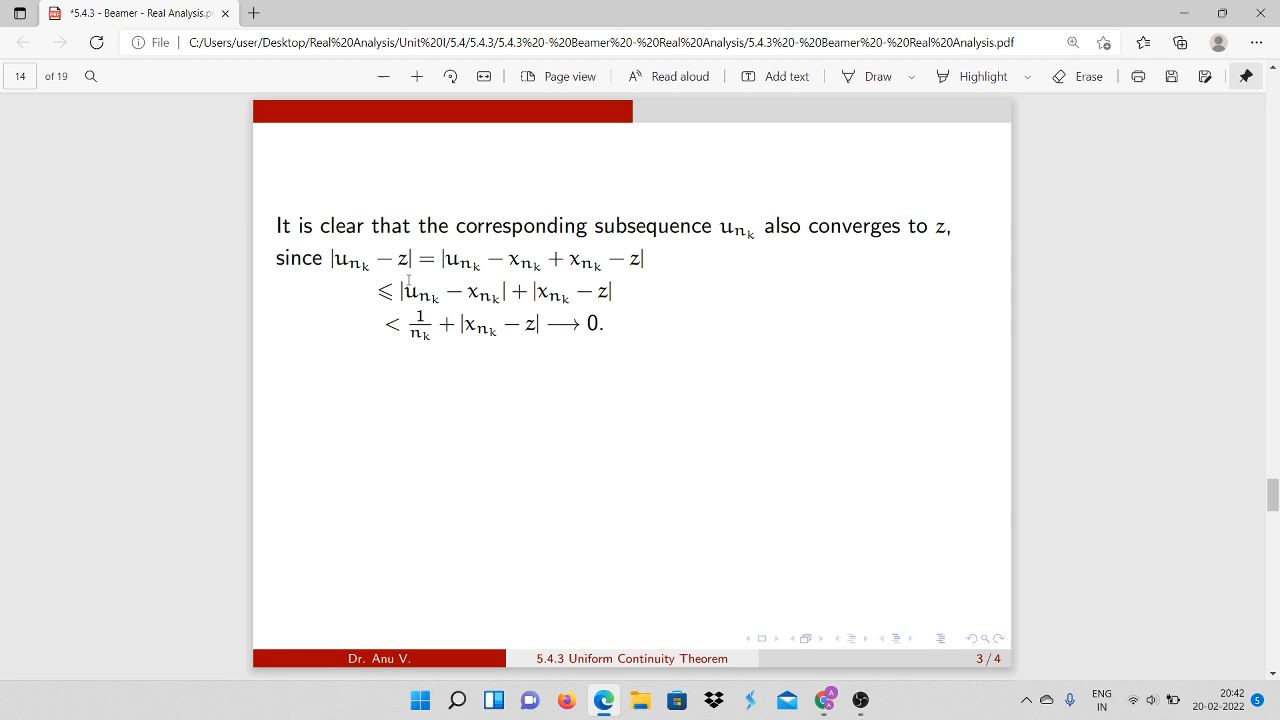 *5.4.3 - Beamer - Real Analysis.p
File C:/Users/user/Desktop/Real%20Analysis/Unit%20I/5.4/5.4.3/5.4.3%20-%20Beamer%20-%20Real%20Analysis/5.4.3%20-%20Beamer%20-%20Real%20Analysis.pdf
14 of 19 Page view Read aloud Add text Draw Highlight Erase
It is clear that the corresponding subsequence u_{n_k} also converges to z,
since |u_{n_k} − z| = |u_{n_k} − x_{n_k} + x_{n_k} − z|
⩽ |u_{n_k} − x_{n_k}| + |x_{n_k} − z|
< 1/n_k + |x_{n_k} − z| ⟶ 0.
Dr. Anu V. 5.4.3 Uniform Continuity Theorem 3 / 4
ENG 20:42
IN 20-02-2022 5